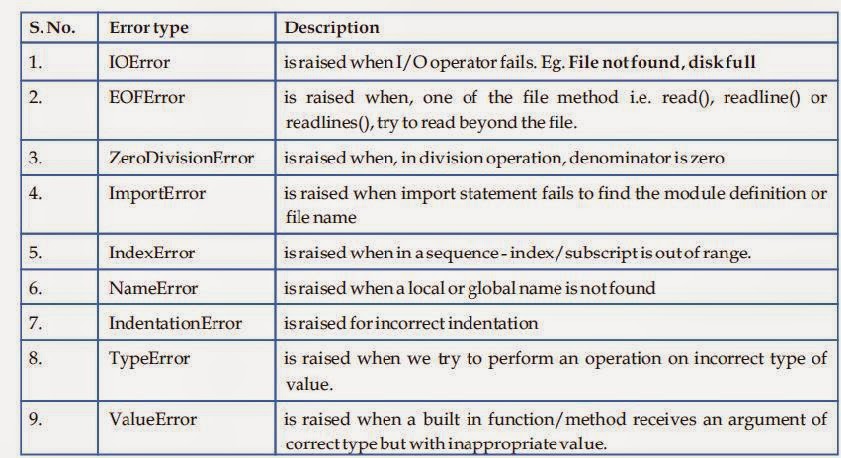 S.No. Error type Description
1. IOError is raised when I/O operator fails. Eg. File not found, disk full
2. EOFError is raised when, one of the file method i.e. read(), readline() or
readlines(), try to read beyond the file.
3. ZeroDivisionError is raised when, in division operation, denominator is zero
4. ImportError is raised when import statement fails to find the module definition or
file name
5. IndexError is raised when in a sequence - index/subscript is out of range.
6. NameError is raised when a local or global name is not found
7. IndentationError is raised for incorrect indentation
8. TypeError is raised when we try to perform an operation on incorrect type of
value.
9. ValueError is raised when a built in function/method receives an argument of
correct type but with inappropriate value.